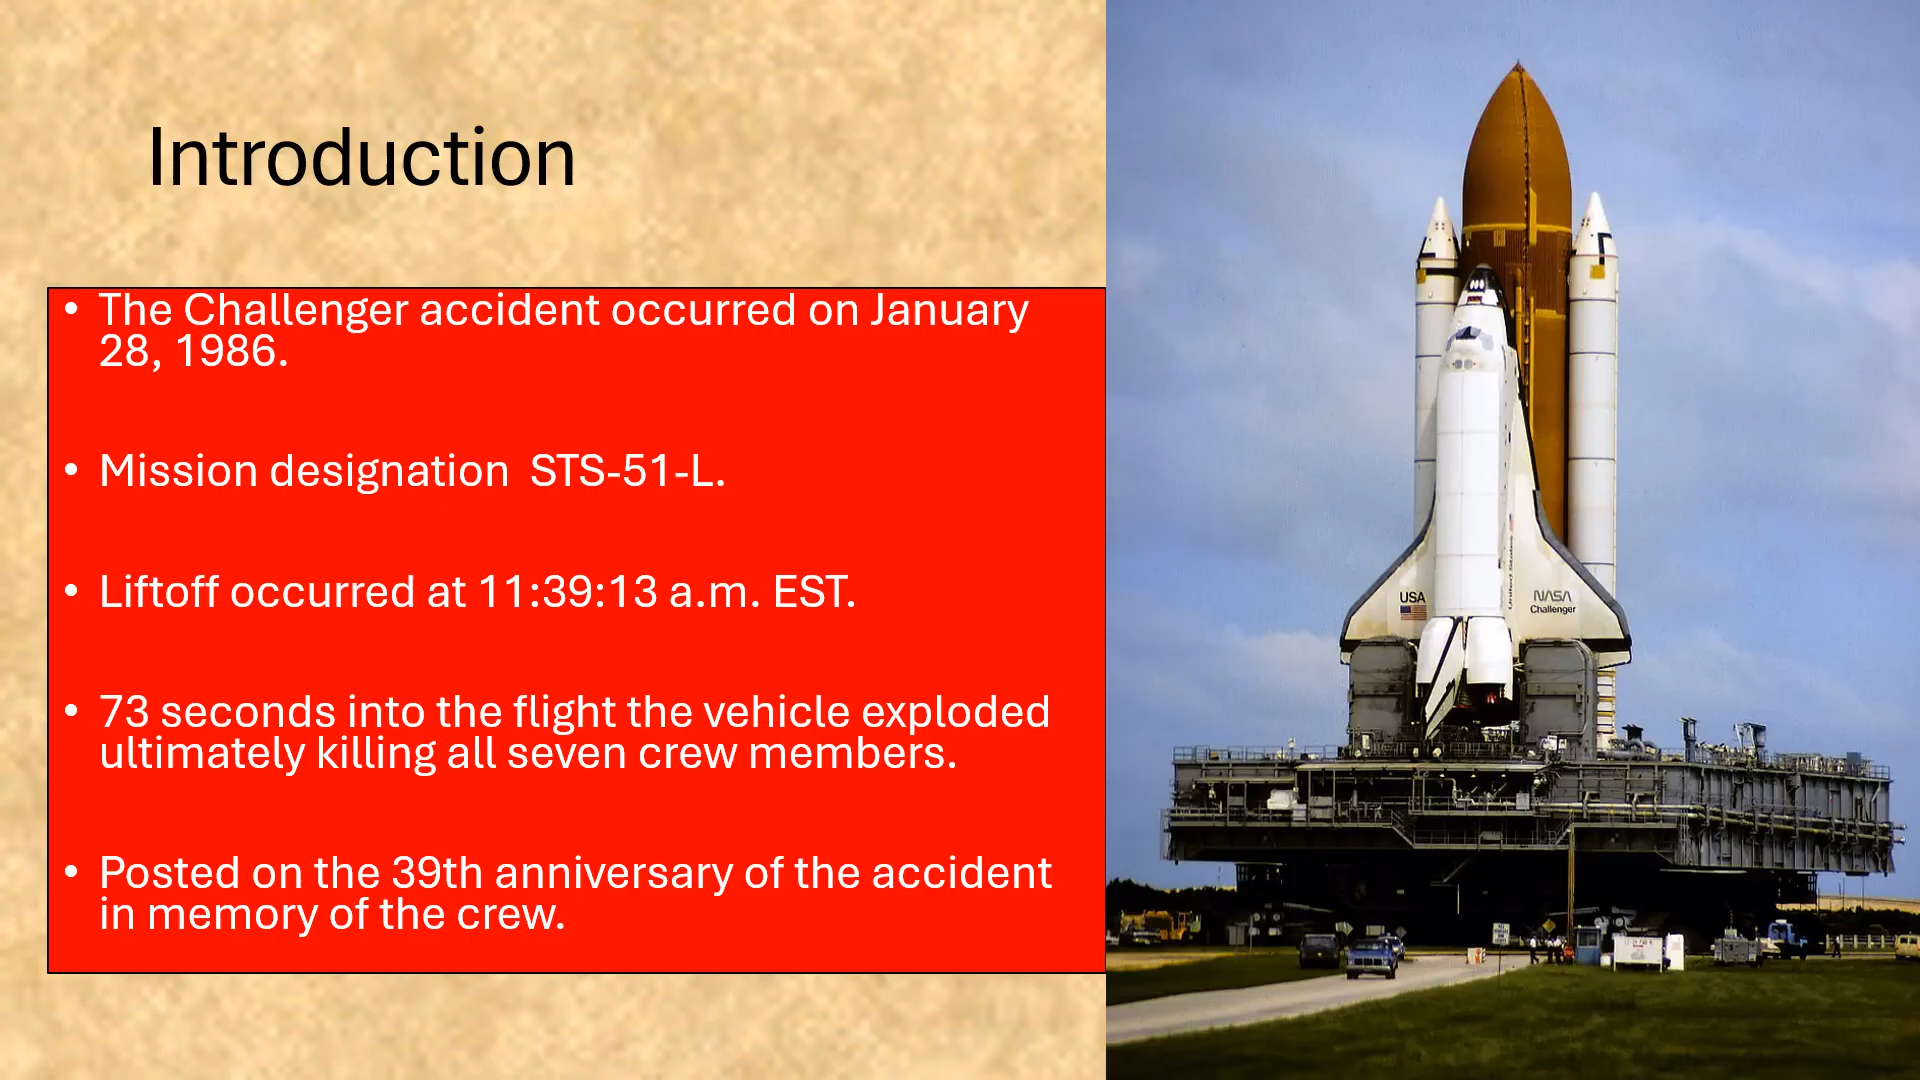 Introduction
• The Challenger accident occurred on January
28, 1986.
• Mission designation  STS-51-L.
• Liftoff occurred at 11:39:13 a.m. EST.
• 73 seconds into the flight the vehicle exploded
ultimately killing all seven crew members.
• Posted on the 39th anniversary of the accident
in memory of the crew.
United States
USA
NASA
Challenger